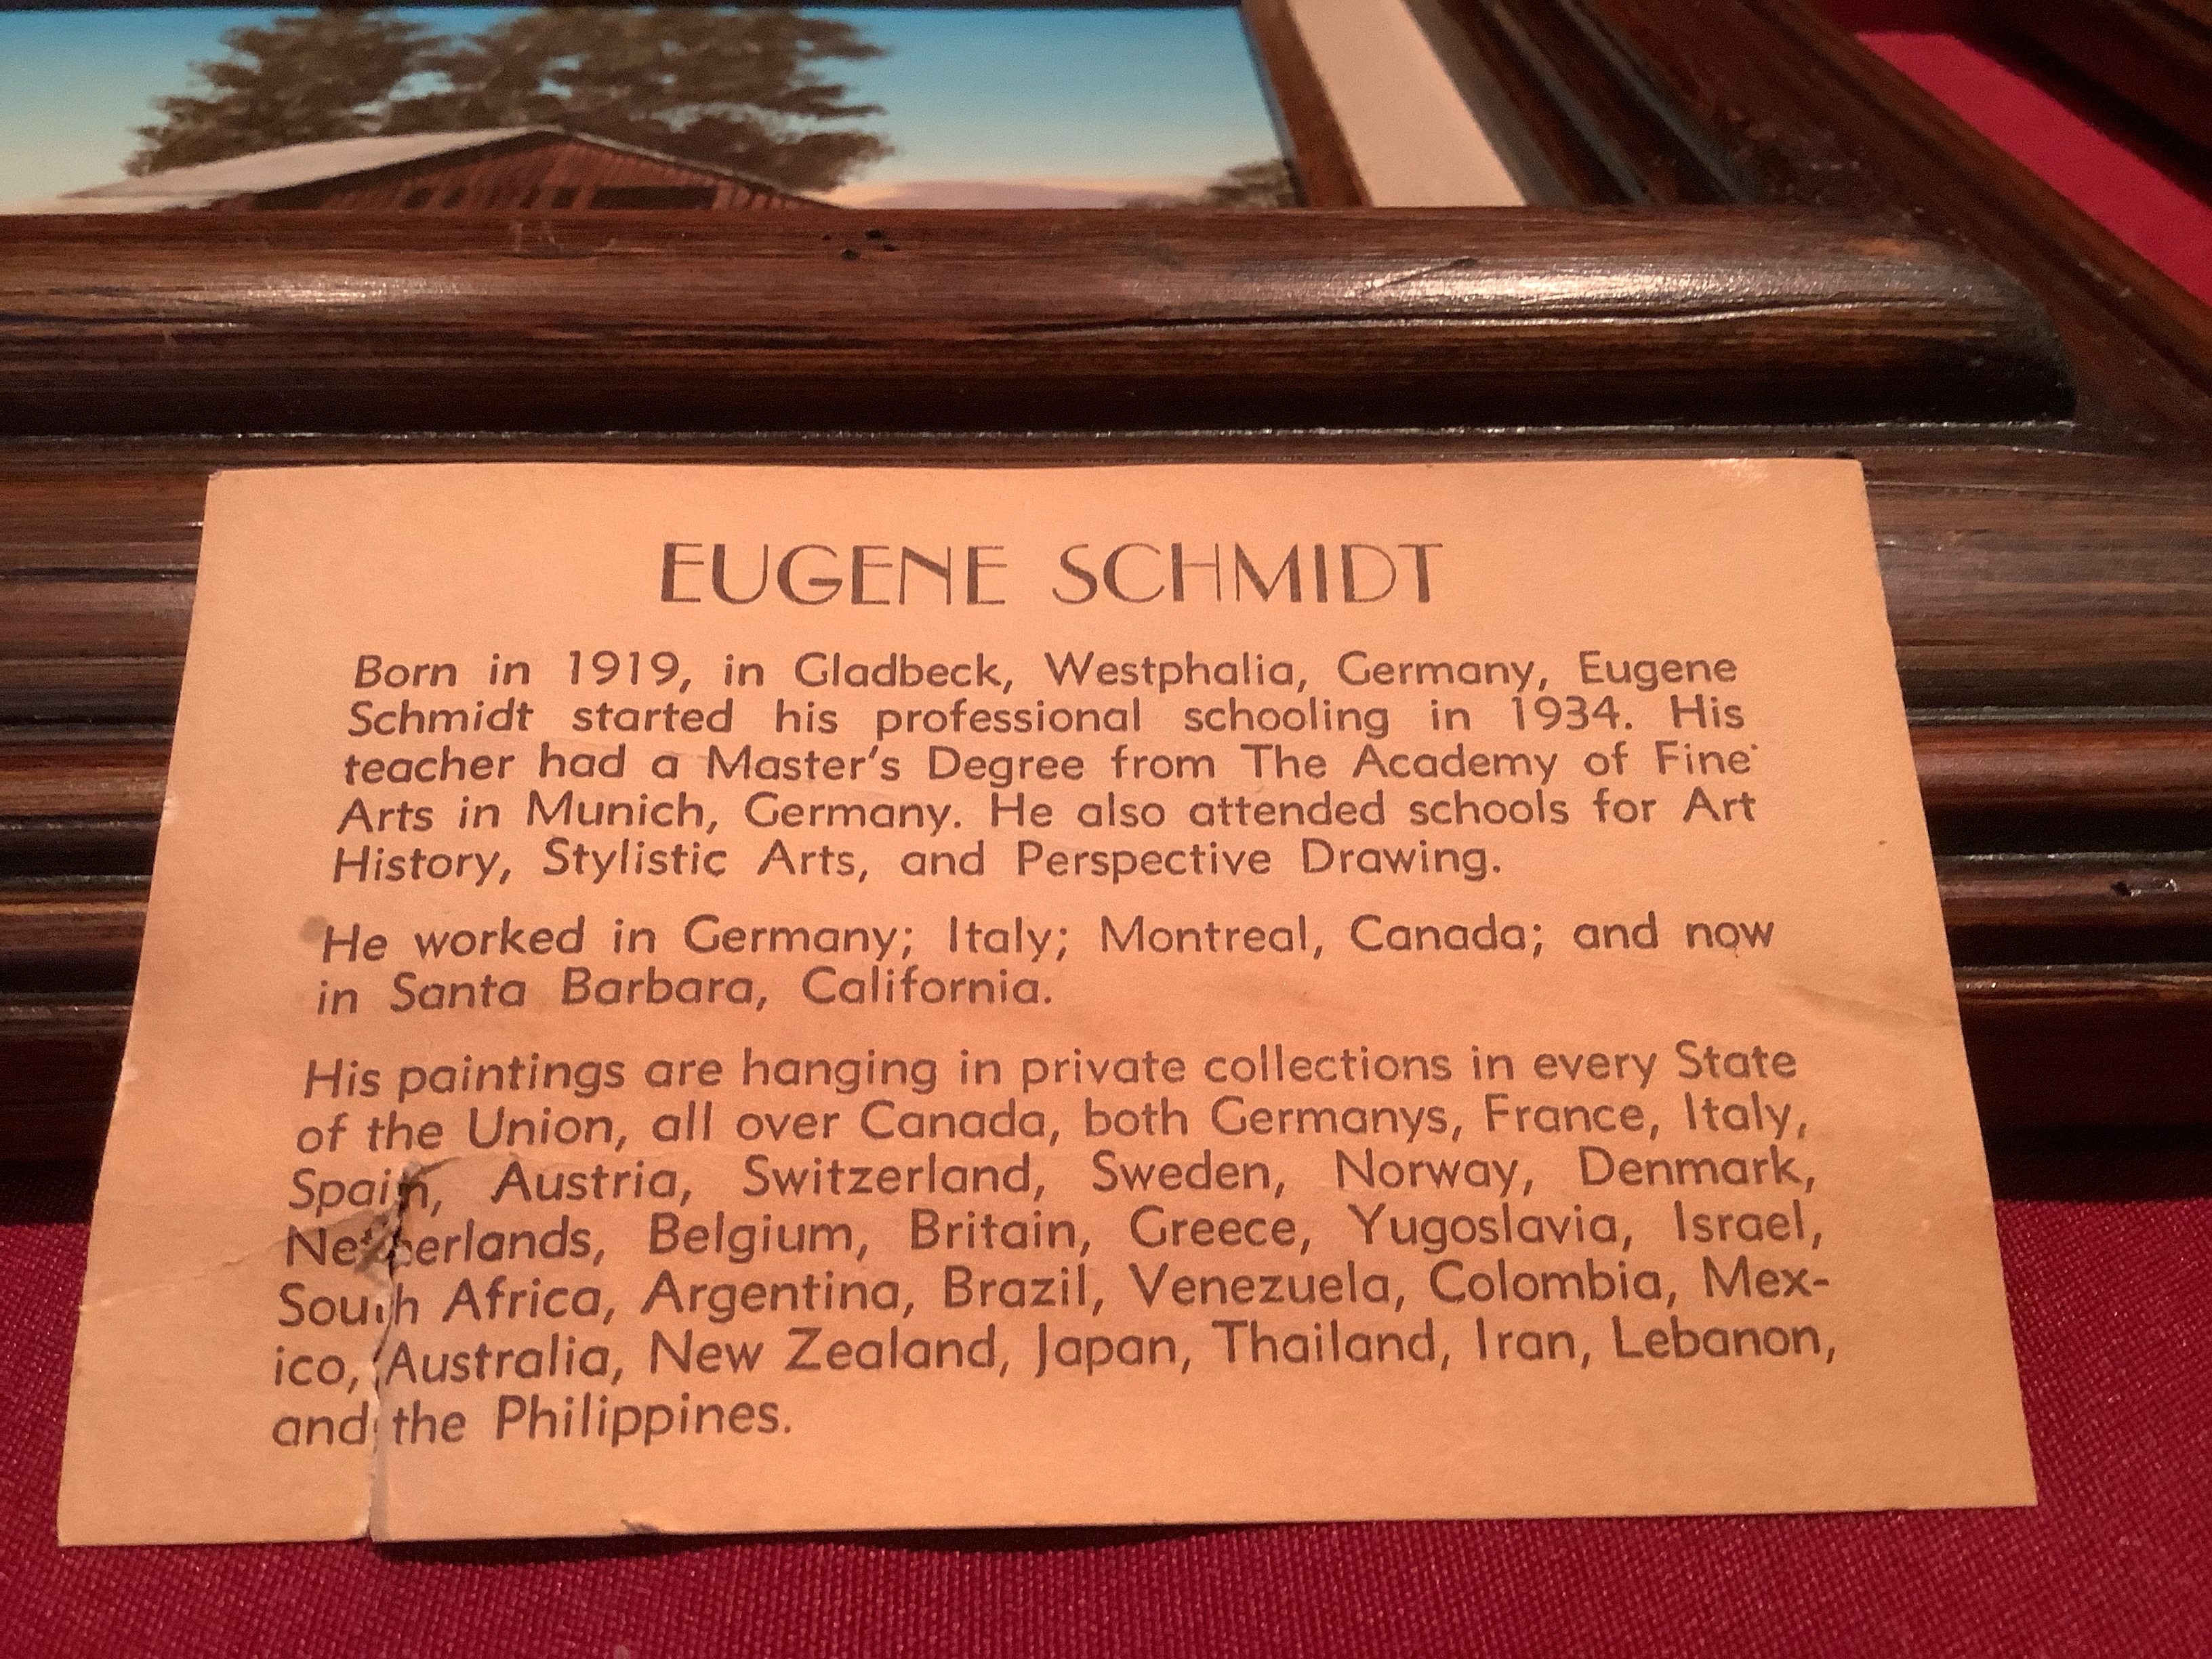 EUGENE SCHMIDT
Born in 1919, in Gladbeck, Westphalia, Germany, Eugene
Schmidt started his professional schooling in 1934. His
teacher had a Master's Degree from The Academy of Fine
Arts in Munich, Germany. He also attended schools for Art
History, Stylistic Arts, and Perspective Drawing.
He worked in Germany; Italy; Montreal, Canada; and now
in Santa Barbara, California.
His paintings are hanging in private collections in every State
of the Union, all over Canada, both Germanys, France, Italy,
Spain, Austria, Switzerland, Sweden, Norway, Denmark,
Netherlands, Belgium, Britain, Greece, Yugoslavia, Israel,
South Africa, Argentina, Brazil, Venezuela, Colombia, Mex-
ico, Australia, New Zealand, Japan, Thailand, Iran, Lebanon,
and the Philippines.